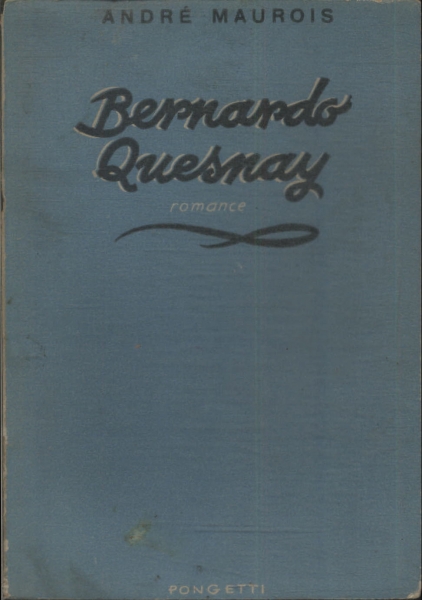 ANDRÉ MAUROIS
Bernardo
Quesnay
romance
PONGETTI